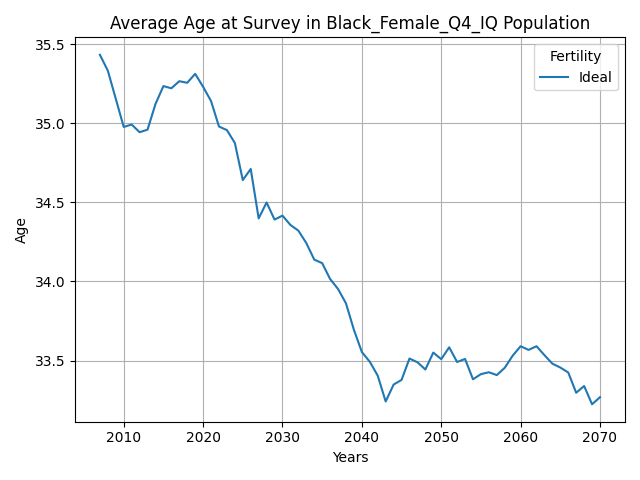 Average Age at Survey in Black_Female_Q4_IQ Population
35.5
35.0
34.5
34.0
33.5
Age
Fertility
Ideal
2010 2020 2030 2040 2050 2060 2070
Years